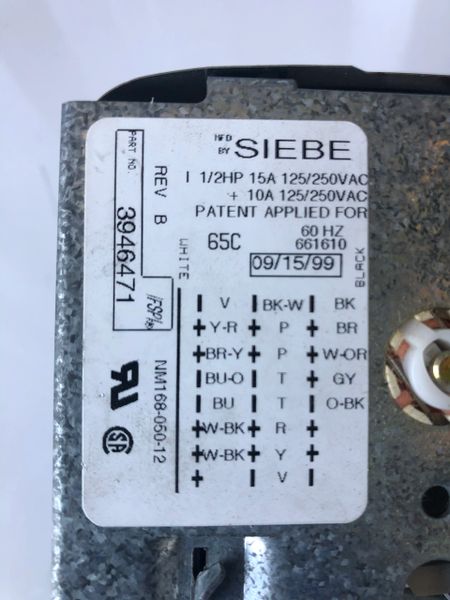 MFD BY SIEBE
I 1/2HP 15A 125/250VAC
+ 10A 125/250VAC
PATENT APPLIED FOR
65C 60 HZ
661610
09/15/99
WHITE
BLACK
I V I BK-W I BK
+ Y-R + P I BR
+ BR-Y + P + W-OR
I BU-O I T + GY
I BU I T I O-BK
+ W-BK + R I
+ W-BK + Y I
+ V I
PART NO.
3946471
REV B
NM168-050-12